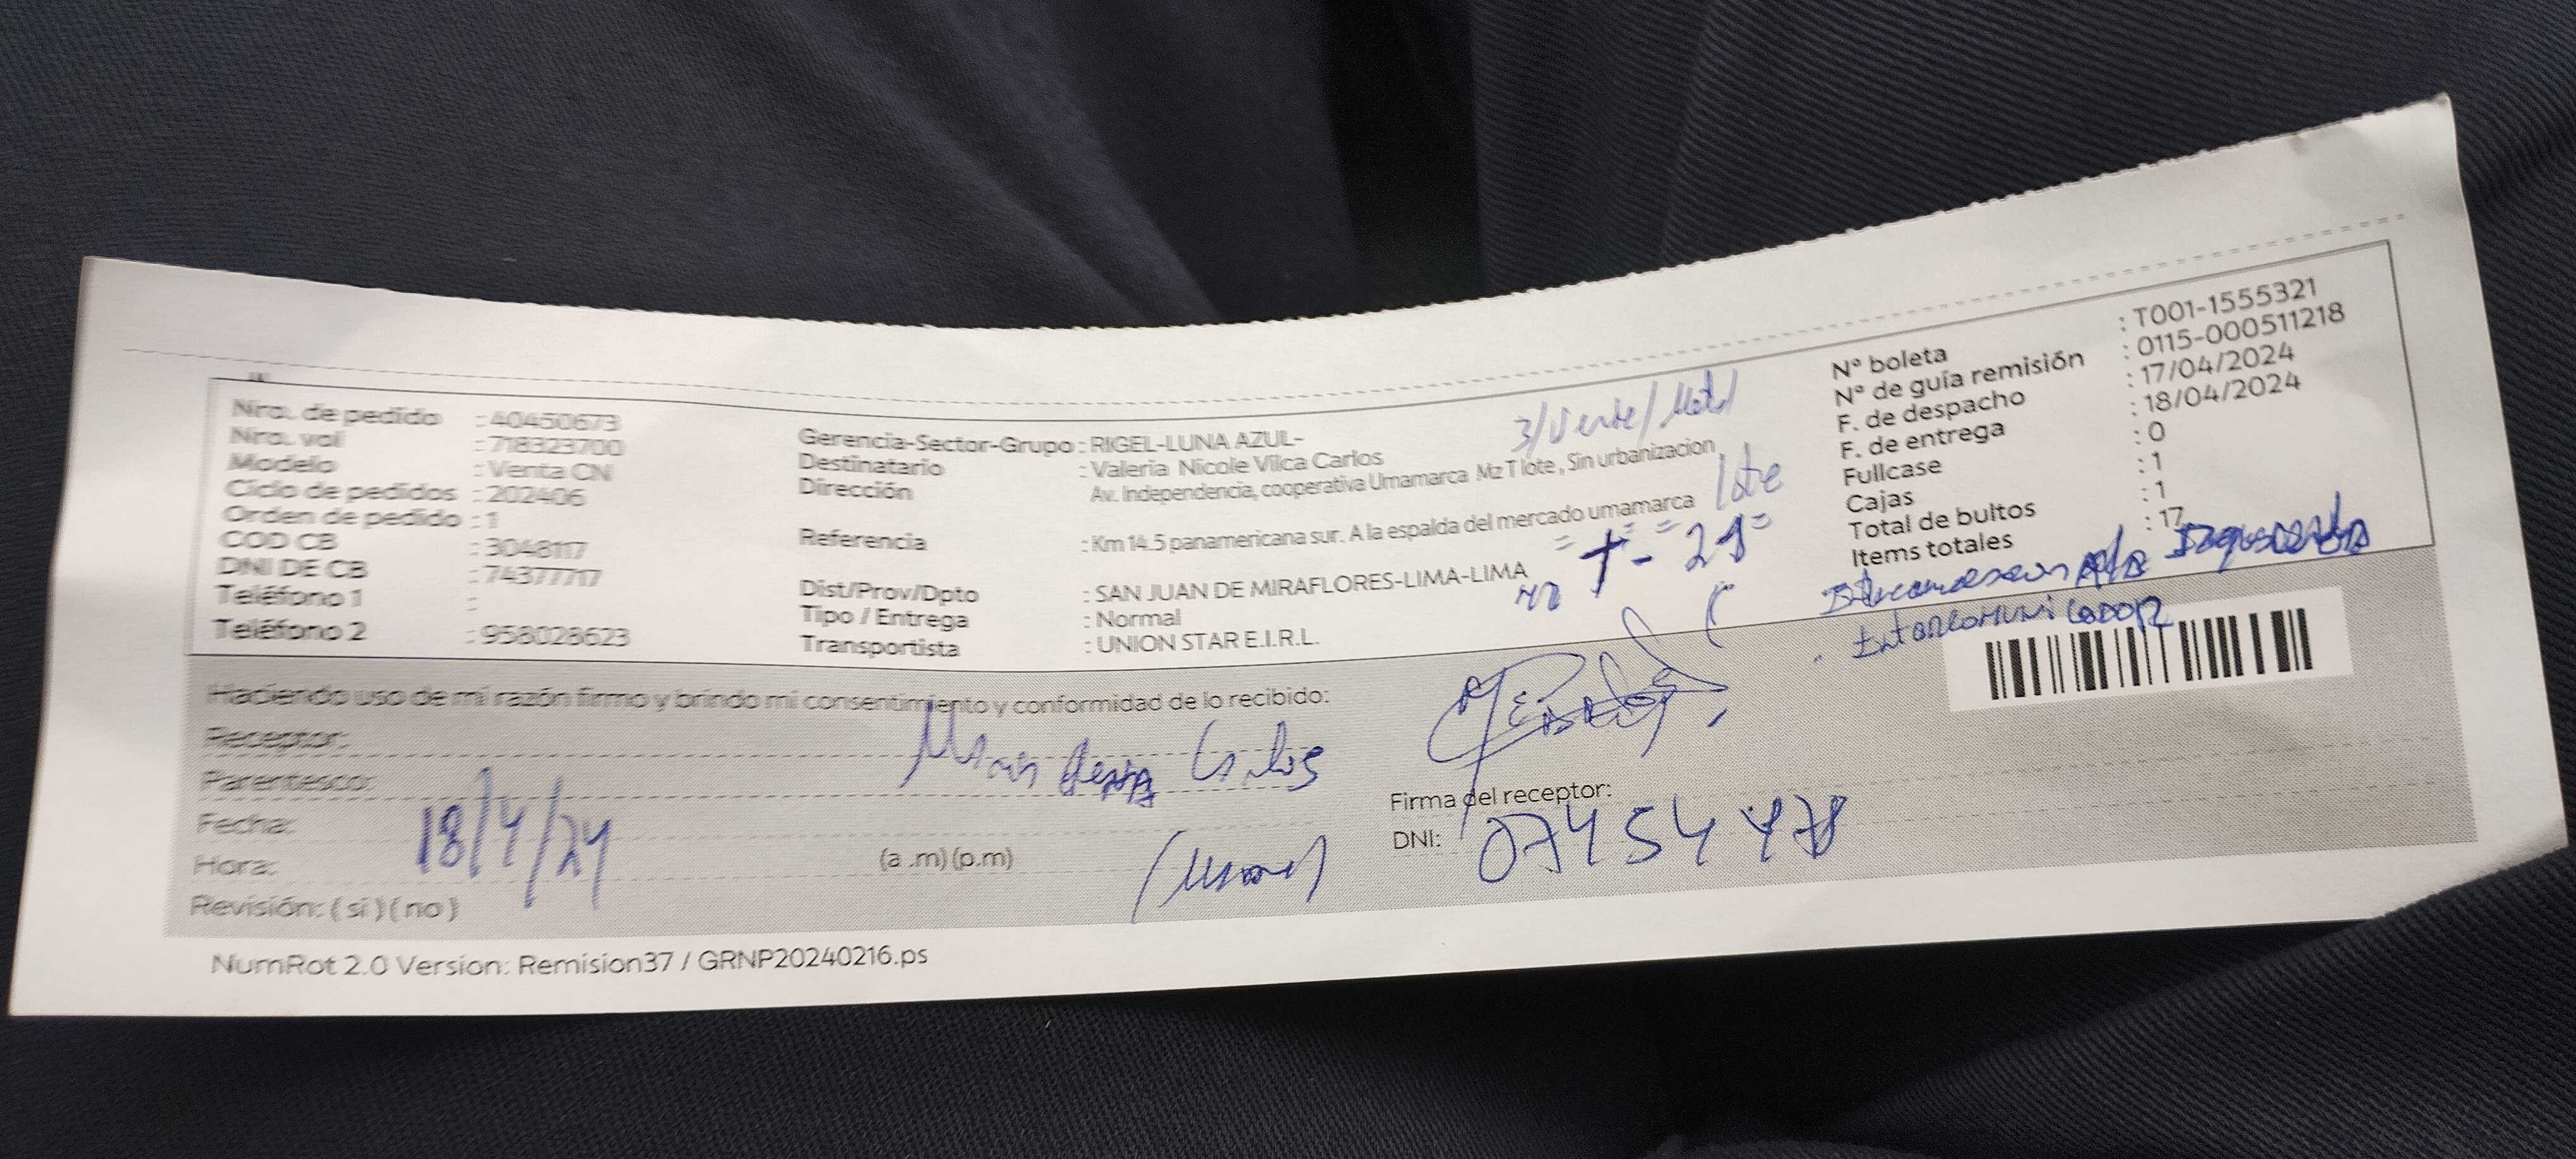 Nro. de pedido : 40450673
Nro. val : 718323700
Modelo : Venta CN
Ciclo de pedidos : 202406
Orden de pedido : 1
COD CB : 3048117
DNI DE CB : 74377717
Teléfono 1 :
Teléfono 2 : 958028623
Gerencia-Sector-Grupo : RIGEL-LUNA AZUL-
Destinatario : Valeria Nicole Vilca Carlos
Dirección Av. Independencia, cooperativa Umamarca Mz T lote , Sin urbanizacion
Referencia : Km 14.5 panamericana sur. A la espalda del mercado umamarca
Dist/Prov/Dpto : SAN JUAN DE MIRAFLORES-LIMA-LIMA
Tipo / Entrega : Normal
Transportista : UNION STAR E.I.R.L.
3/Verde/Metal
lote
mz T - 21
N° boleta : T001-1555321
N° de guía remisión : 0115-000511218
F. de despacho : 17/04/2024
F. de entrega : 18/04/2024
Fullcase : 0
Cajas : 1
Total de bultos : 1
Items totales : 17
Intercomunicador
Haciendo uso de mi razón firmo y brindo mi consentimiento y conformidad de lo recibido:
Receptor:
Carlos
Parentesco:
Fecha: 18/4/24
Hora: (a .m) (p.m)
Revisión: ( si ) ( no )
Firma del receptor:
DNI: 07454478
NumRot 2.0 Version: Remision37 / GRNP20240216.ps